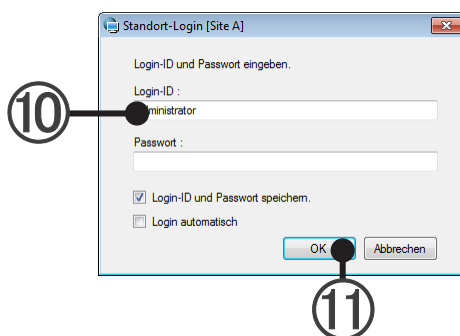 Standort-Login [Site A]
Login-ID und Passwort eingeben.
Login-ID :
⑩
ministrator
Passwort :
Login-ID und Passwort speichern.
Login automatisch
OK
Abbrechen
⑪